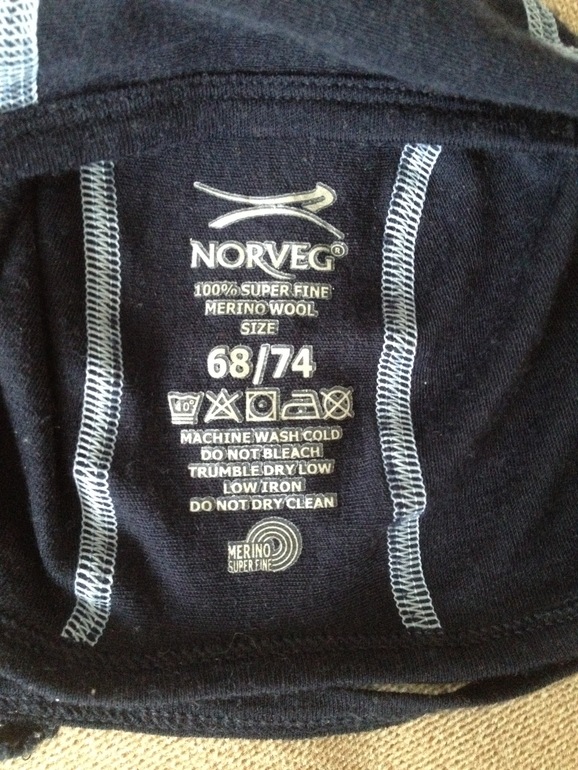 NORVEG®
100% SUPER FINE
MERINO WOOL
SIZE
68/74
40°
MACHINE WASH COLD
DO NOT BLEACH
TRUMBLE DRY LOW
LOW IRON
DO NOT DRY CLEAN
MERINO
SUPER FINE